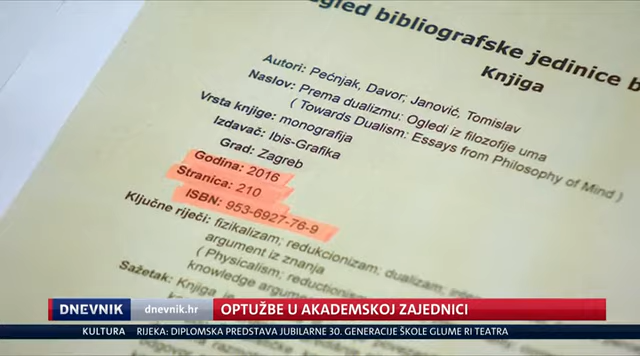 gled bibliografske jedinice b
Knjiga
Autori: Pećnjak, Davor; Janović, Tomislav
Naslov: Prema dualizmu: Ogledi iz filozofije uma
( Towards Dualism: Essays from Philosophy of Mind )
Vrsta knjige: monografija
Izdavač: Ibis-Grafika
Grad: Zagreb
Godina: 2016
Stranica: 210
ISBN: 953-6927-76-9
Ključne riječi: fizikalizam; redukcionizam; dualizam;
argument iz znanja
( Physicalism; reductionism
knowledge argument
Sažetak: Knjiga je
DNEVNIK dnevnik.hr OPTUŽBE U AKADEMSKOJ ZAJEDNICI
KULTURA RIJEKA: DIPLOMSKA PREDSTAVA JUBILARNE 30. GENERACIJE ŠKOLE GLUME RI TEATRA